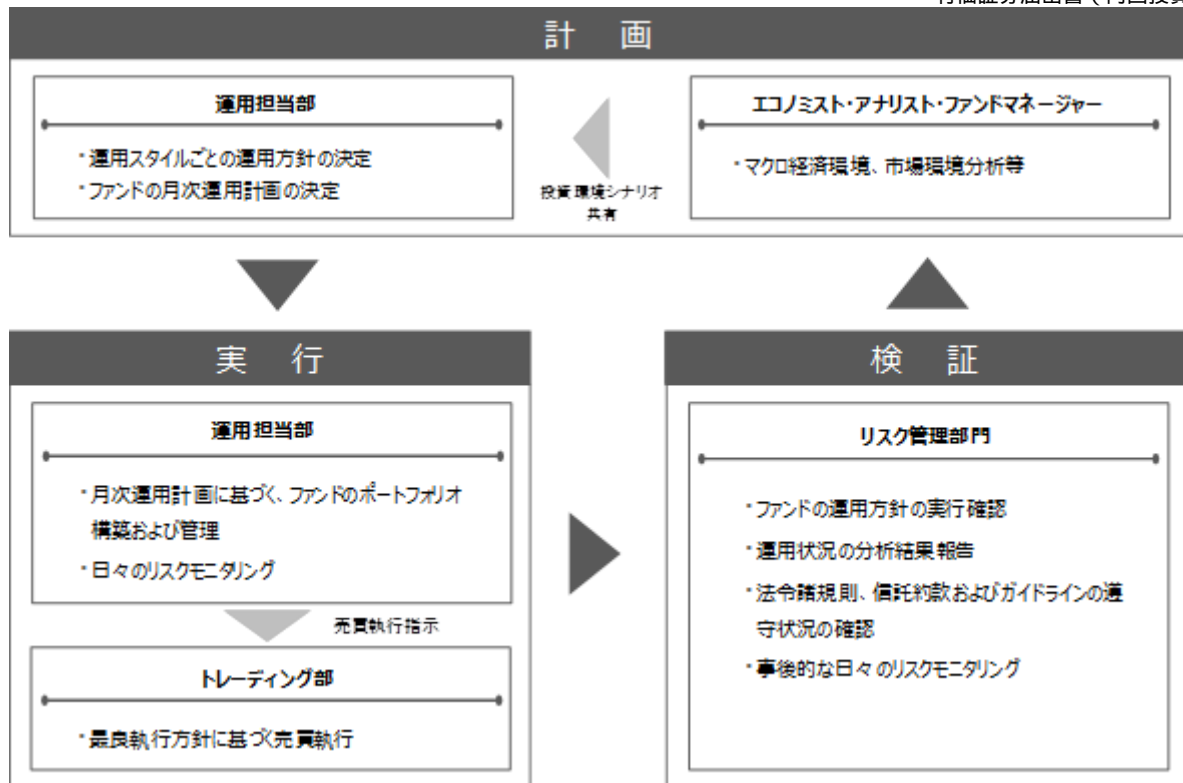 計 画
運用担当部
・運用スタイルごとの運用方針の決定
・ファンドの月次運用計画の決定
投資環境シナリオ
共有
エコノミスト・アナリスト・ファンドマネージャー
・マクロ経済環境、市場環境分析等
実 行
運用担当部
・月次運用計画に基づく、ファンドのポートフォリオ
構築および管理
・日々のリスクモニタリング
売買執行指示
トレーディング部
・最良執行方針に基づく売買執行
検 証
リスク管理部門
・ファンドの運用方針の実行確認
・運用状況の分析結果報告
・法令諸規則、信託約款およびガイドラインの遵
守状況の確認
・事後的な日々のリスクモニタリング